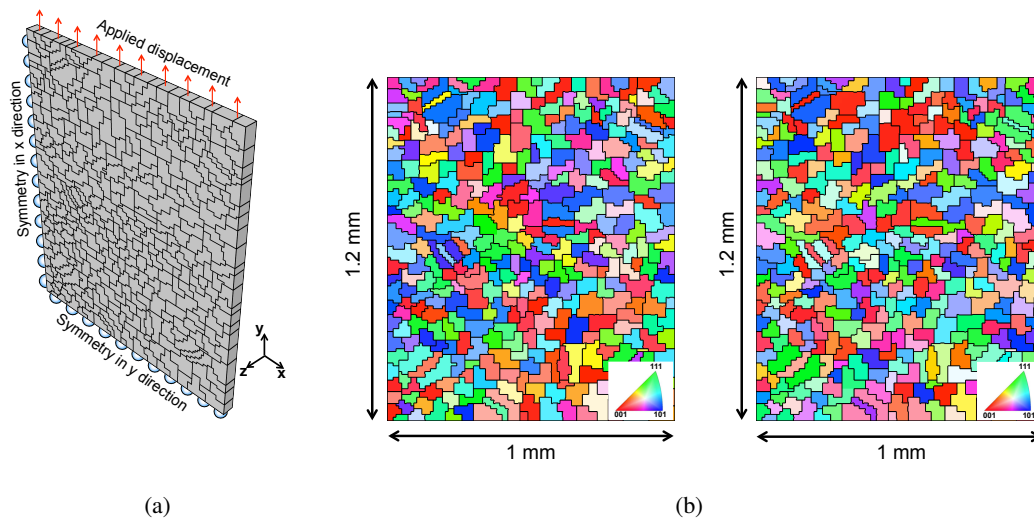 Applied displacement
Symmetry in x direction
Symmetry in y direction
y
z
x
(a)
1.2 mm
111
001
101
1 mm
1.2 mm
111
001
101
1 mm
(b)